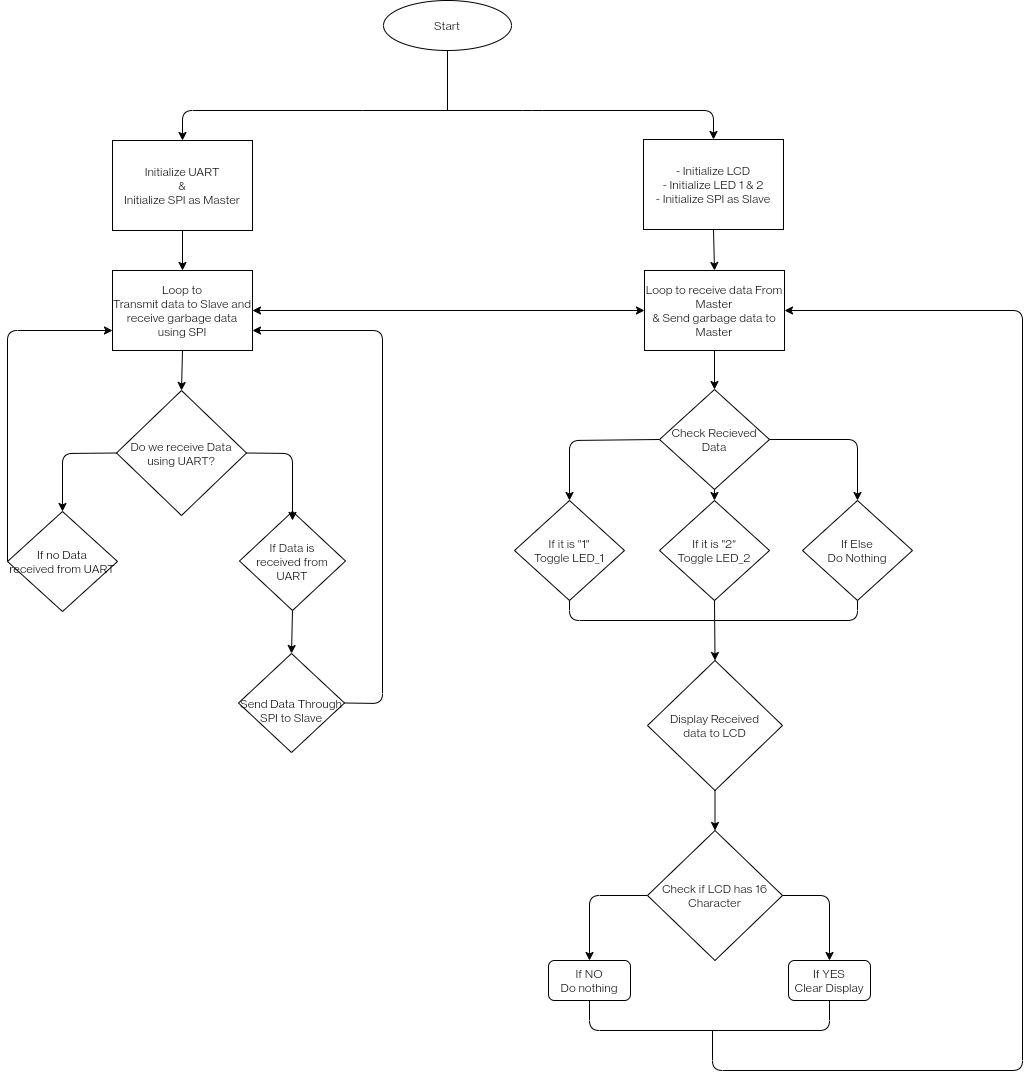 Start
Initialize UART
&
Initialize SPI as Master
- Initialize LCD
- Initialize LED 1 & 2
- Initialize SPI as Slave
Loop to
Transmit data to Slave and
receive garbage data
using SPI
Loop to receive data From
Master
& Send garbage data to
Master
Do we receive Data
using UART?
Check Recieved
Data
If no Data
received from UART
If Data is
received from
UART
If it is "1"
Toggle LED_1
If it is "2"
Toggle LED_2
If Else
Do Nothing
Send Data Through
SPI to Slave
Display Received
data to LCD
Check if LCD has 16
Character
If NO
Do nothing
If YES
Clear Display